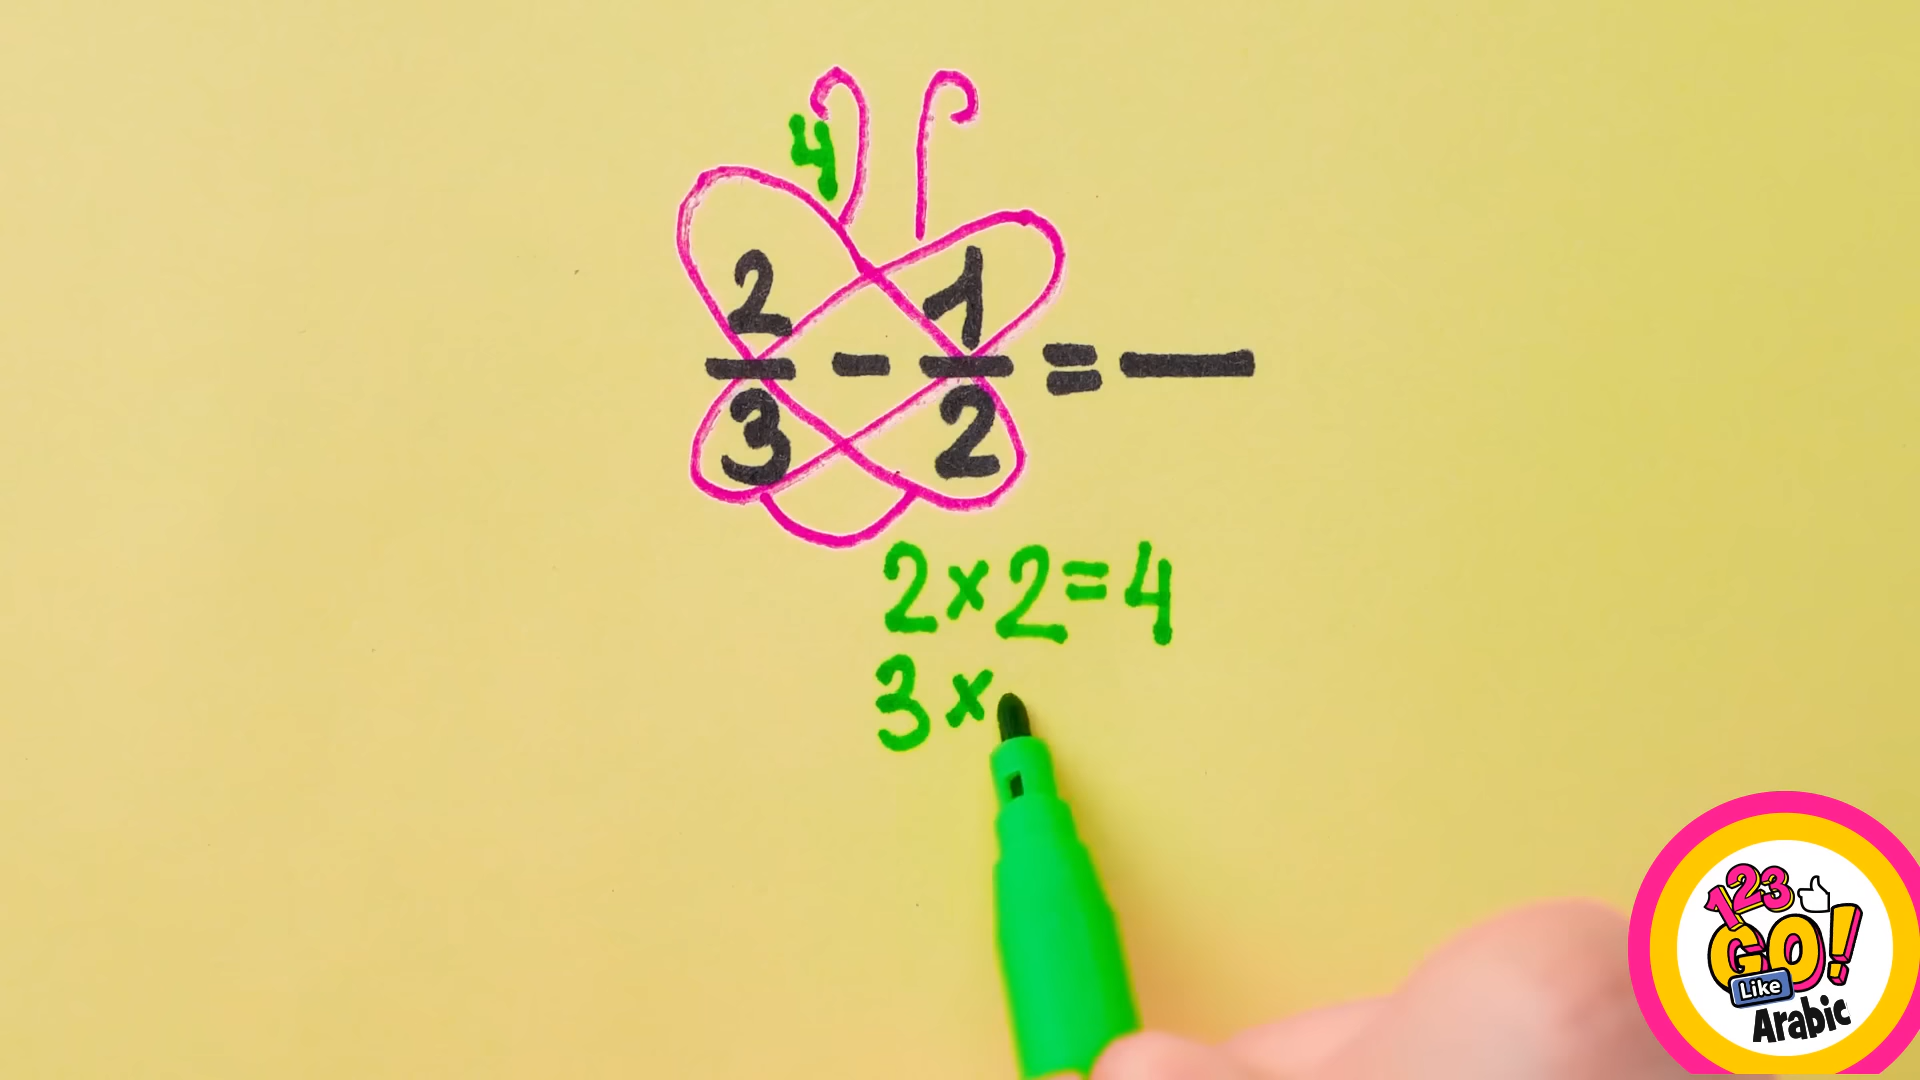 4
2/3 - 1/2 = —
2×2=4
3×
123
GO!
Like
Arabic